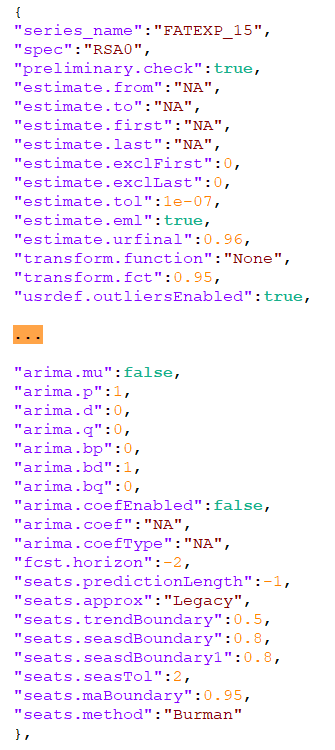 {
"series_name":"FATEXP_15",
"spec":"RSA0",
"preliminary.check":true,
"estimate.from":"NA",
"estimate.to":"NA",
"estimate.first":"NA",
"estimate.last":"NA",
"estimate.exclFirst":0,
"estimate.exclLast":0,
"estimate.tol":1e-07,
"estimate.eml":true,
"estimate.urfinal":0.96,
"transform.function":"None",
"transform.fct":0.95,
"usrdef.outliersEnabled":true,
...
"arima.mu":false,
"arima.p":1,
"arima.d":0,
"arima.q":0,
"arima.bp":0,
"arima.bd":1,
"arima.bq":0,
"arima.coefEnabled":false,
"arima.coef":"NA",
"arima.coefType":"NA",
"fcst.horizon":-2,
"seats.predictionLength":-1,
"seats.approx":"Legacy",
"seats.trendBoundary":0.5,
"seats.seasdBoundary":0.8,
"seats.seasdBoundary1":0.8,
"seats.seasTol":2,
"seats.maBoundary":0.95,
"seats.method":"Burman"
},